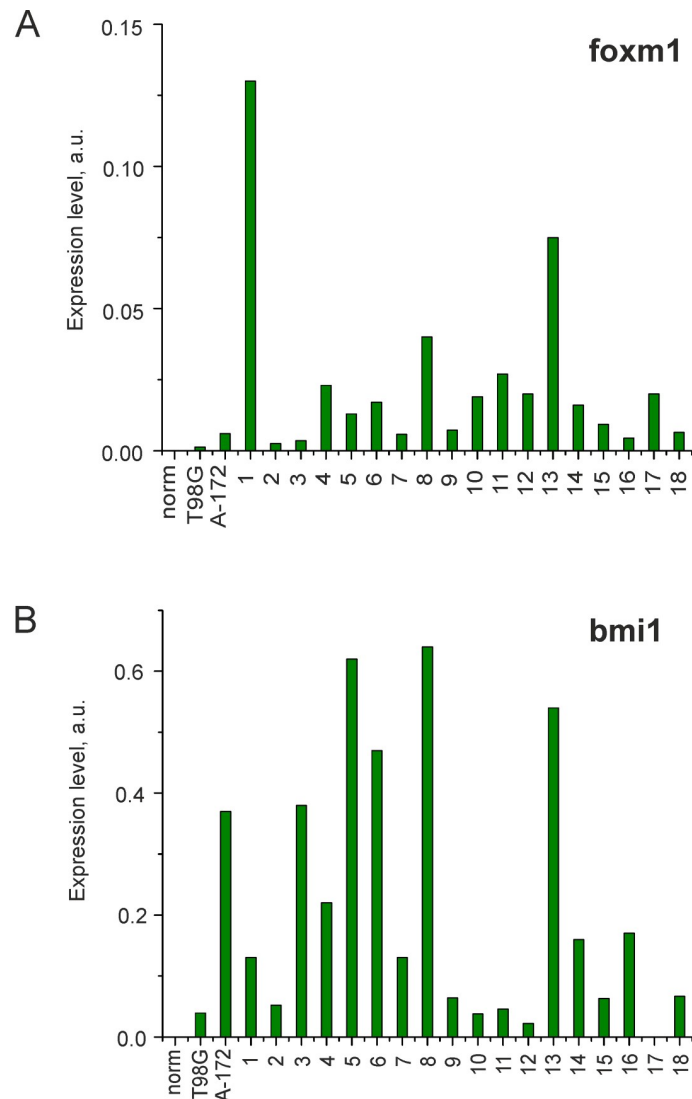 A
foxm1
Expression level, a.u.
0.15
0.10
0.05
0.00
norm T98G A-172 1 2 3 4 5 6 7 8 9 10 11 12 13 14 15 16 17 18
B
bmi1
Expression level, a.u.
0.6
0.4
0.2
0.0
norm T98G A-172 1 2 3 4 5 6 7 8 9 10 11 12 13 14 15 16 17 18